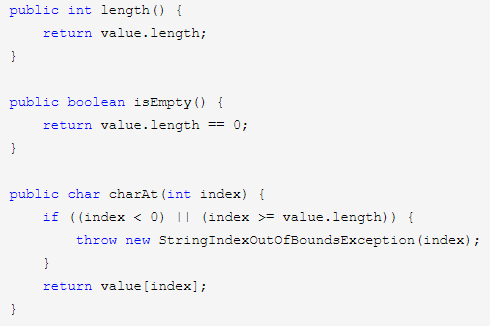 public int length() {
    return value.length;
}

public boolean isEmpty() {
    return value.length == 0;
}

public char charAt(int index) {
    if ((index < 0) || (index >= value.length)) {
        throw new StringIndexOutOfBoundsException(index);
    }
    return value[index];
}